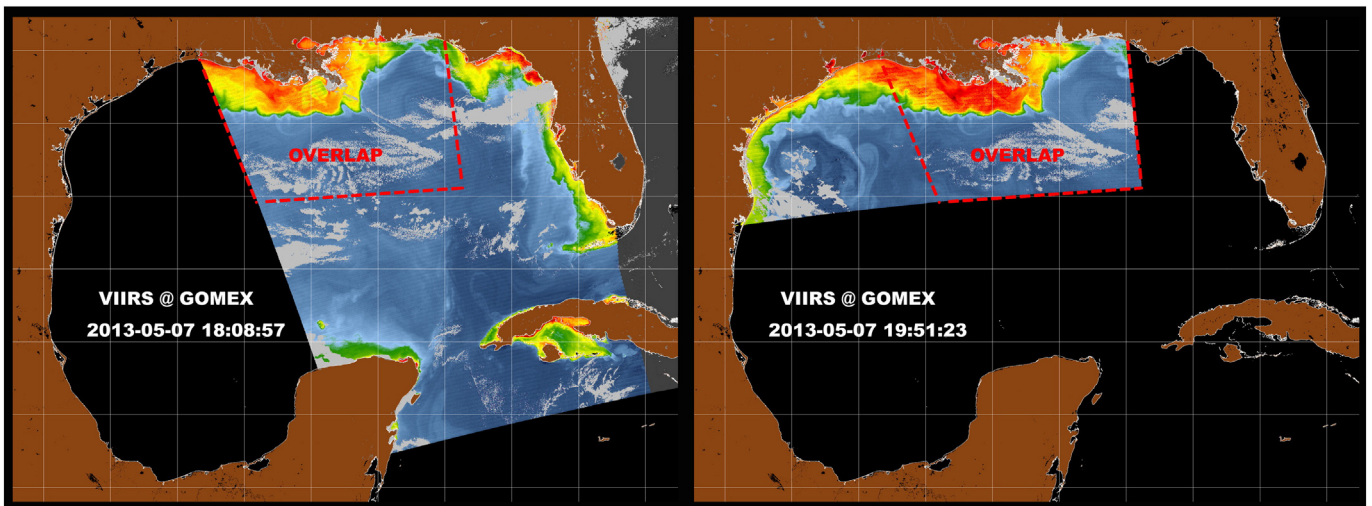 OVERLAP
VIIRS @ GOMEX
2013-05-07 18:08:57
OVERLAP
VIIRS @ GOMEX
2013-05-07 19:51:23